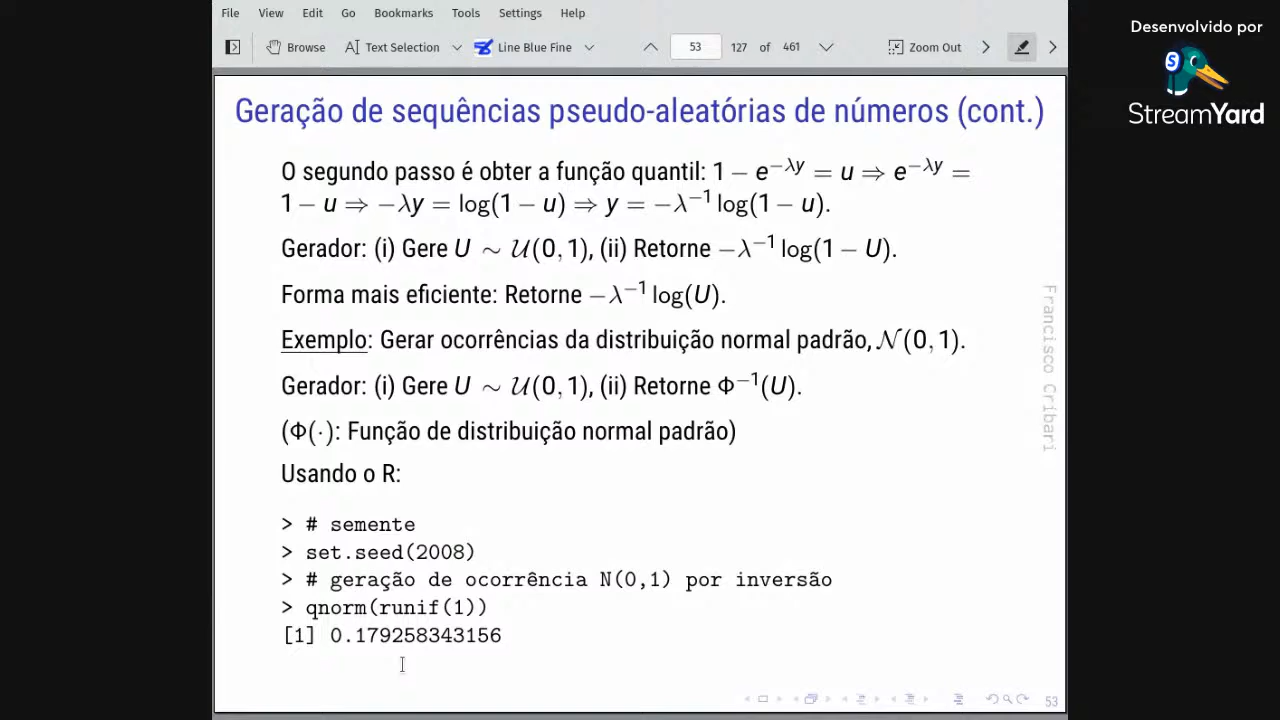 File View Edit Go Bookmarks Tools Settings Help
Desenvolvido por
Browse Text Selection Line Blue Fine 53 127 of 461 Zoom Out
StreamYard
Geração de sequências pseudo-aleatórias de números (cont.)
O segundo passo é obter a função quantil: 1 − e^{−λy} = u ⇒ e^{−λy} =
1 − u ⇒ −λy = log(1 − u) ⇒ y = −λ^{−1} log(1 − u).
Gerador: (i) Gere U ∼ 𝒰(0, 1), (ii) Retorne −λ^{−1} log(1 − U).
Forma mais eficiente: Retorne −λ^{−1} log(U).
Exemplo: Gerar ocorrências da distribuição normal padrão, 𝒩(0, 1).
Gerador: (i) Gere U ∼ 𝒰(0, 1), (ii) Retorne Φ^{−1}(U).
(Φ(·): Função de distribuição normal padrão)
Usando o R:
> # semente
> set.seed(2008)
> # geração de ocorrência N(0,1) por inversão
> qnorm(runif(1))
[1] 0.179258343156
Francisco Cribari
53